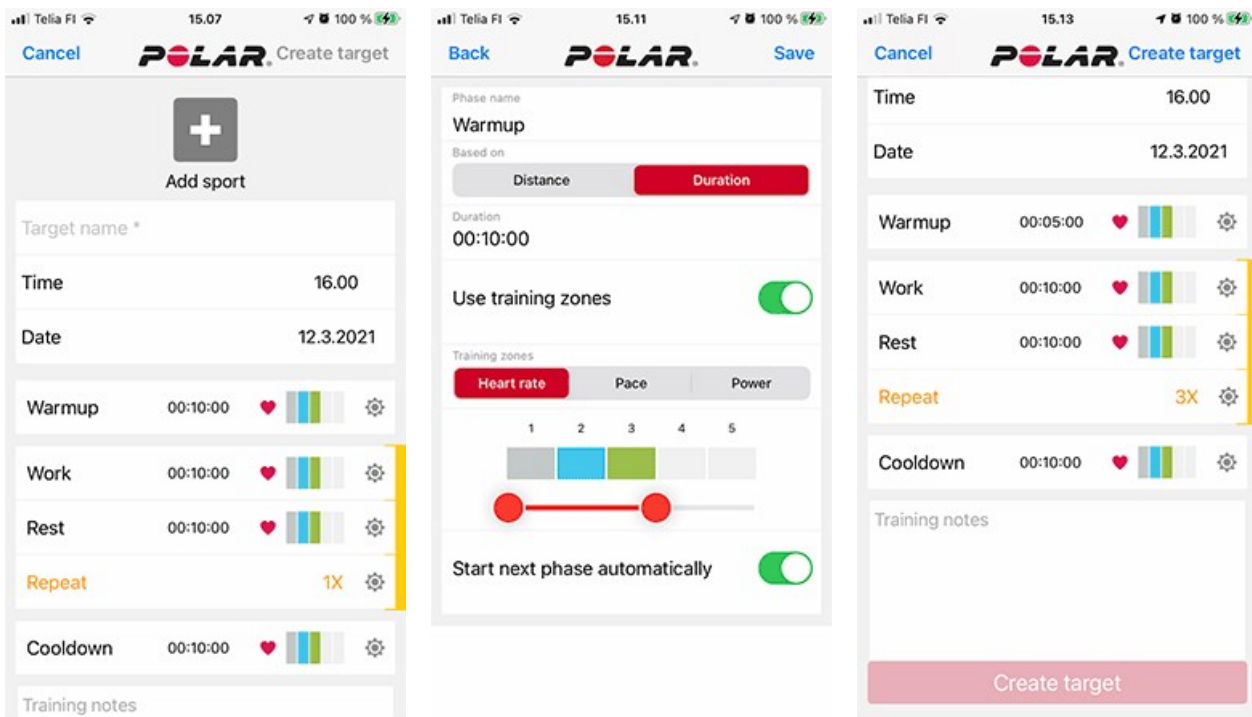 Telia FI 15.07 100 %
Cancel POLAR. Create target
Add sport
Target name *
Time 16.00
Date 12.3.2021
Warmup 00:10:00
Work 00:10:00
Rest 00:10:00
Repeat 1X
Cooldown 00:10:00
Training notes
Telia FI 15.11 100 %
Back POLAR. Save
Phase name
Warmup
Based on
Distance Duration
Duration
00:10:00
Use training zones
Training zones
Heart rate Pace Power
1 2 3 4 5
Start next phase automatically
Telia FI 15.13 100 %
Cancel POLAR. Create target
Time 16.00
Date 12.3.2021
Warmup 00:05:00
Work 00:10:00
Rest 00:10:00
Repeat 3X
Cooldown 00:10:00
Training notes
Create target